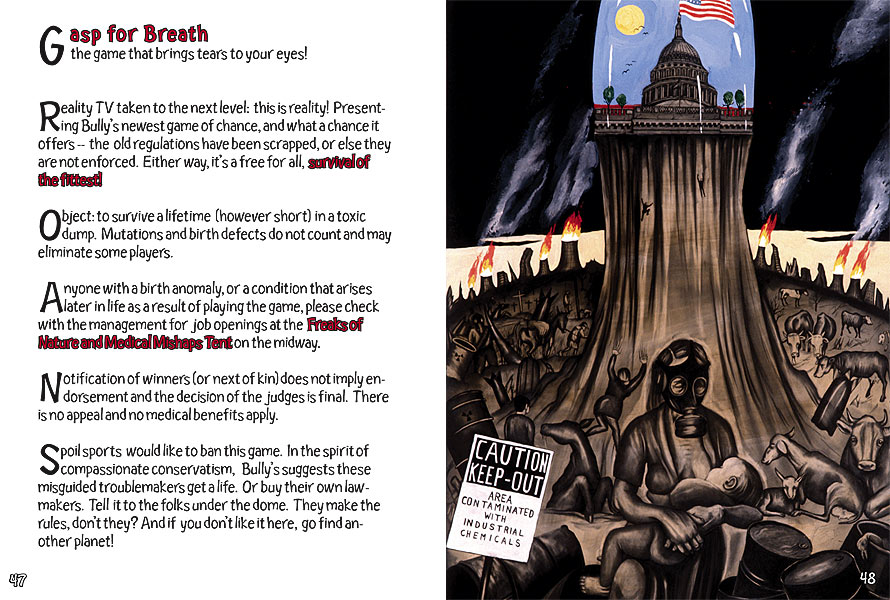 Gasp for Breath
the game that brings tears to your eyes!
Reality TV taken to the next level: this is reality! Present-
ring Bully's newest game of chance, and what a chance it
offers -- the old regulations have been scrapped, or else they
are not enforced. Either way, it's a free for all, survival of
the fittest!
Object: to survive a lifetime (however short) in a toxic
dump. Mutations and birth defects do not count and may
eliminate some players.
Anyone with a birth anomaly, or a condition that arises
later in life as a result of playing the game, please check
with the management for job openings at the Freaks of
Nature and Medical Mishaps Tent on the midway.
Notification of winners (or next of kin) does not imply en-
dorsement and the decision of the judges is final. There
is no appeal and no medical benefits apply.
Spoil sports would like to ban this game. In the spirit of
compassionate conservatism, Bully's suggests these
misguided troublemakers get a life. Or buy their own law-
makers. Tell it to the folks under the dome. They make the
rules, don't they? And if you don't like it here, go find an-
other planet!
47
CAUTION
KEEP-OUT
AREA
CONTAMINATED
WITH
INDUSTRIAL
CHEMICALS
48